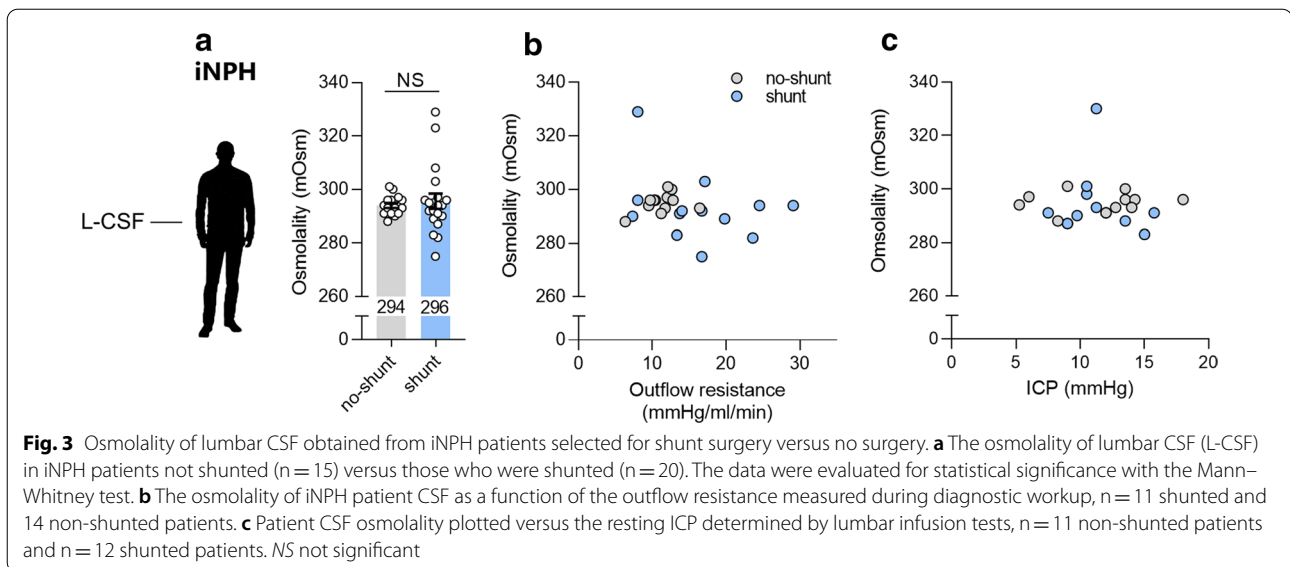 a
iNPH
L-CSF
NS
340
320
300
280
260
0
Osmolality (mOsm)
294
296
no-shunt
shunt
b
no-shunt
shunt
340
320
300
280
260
0
Osmolality (mOsm)
0
10
20
30
Outflow resistance
(mmHg/ml/min)
c
340
320
300
280
260
0
Omsolality (mOsm)
0
5
10
15
20
ICP (mmHg)
Fig. 3 Osmolality of lumbar CSF obtained from iNPH patients selected for shunt surgery versus no surgery. a The osmolality of lumbar CSF (L-CSF)
in iNPH patients not shunted (n = 15) versus those who were shunted (n = 20). The data were evaluated for statistical significance with the Mann–
Whitney test. b The osmolality of iNPH patient CSF as a function of the outflow resistance measured during diagnostic workup, n = 11 shunted and
14 non-shunted patients. c Patient CSF osmolality plotted versus the resting ICP determined by lumbar infusion tests, n = 11 non-shunted patients
and n = 12 shunted patients. NS not significant